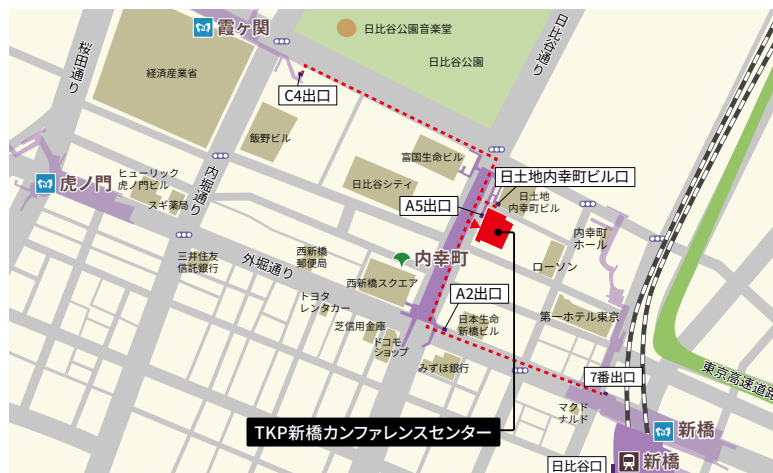 霞ヶ関
日比谷公園音楽堂
日比谷通り
桜田通り
日比谷公園
経済産業省
C4出口
飯野ビル
富国生命ビル
ヒューリック
虎ノ門ビル
虎ノ門
内堀通り
日比谷シティ
日土地内幸町ビル口
スギ薬局
A5出口
日土地
内幸町ビル
内幸町
ホール
三井住友
信託銀行
外堀通り
西新橋
郵便局
内幸町
ローソン
西新橋スクエア
トヨタ
レンタカー
A2出口
芝信用金庫
日本生命
新橋ビル
第一ホテル東京
ドコモ
ショップ
みずほ銀行
7番出口
東京高速道路
マクド
ナルド
TKP新橋カンファレンスセンター
新橋
日比谷口
新橋